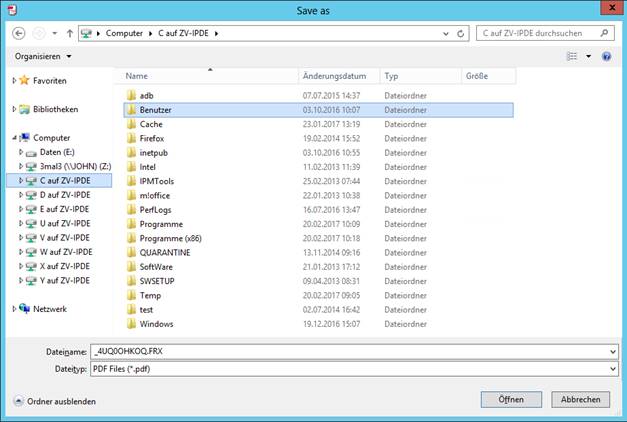 Save as
Computer C auf ZV-IPDE
C auf ZV-IPDE durchsuchen
Organisieren
Name Änderungsdatum Typ Größe
Favoriten
Bibliotheken
Computer
Daten (E:)
3mal3 (\\JOHN) (Z:)
C auf ZV-IPDE
D auf ZV-IPDE
E auf ZV-IPDE
U auf ZV-IPDE
V auf ZV-IPDE
W auf ZV-IPDE
X auf ZV-IPDE
Y auf ZV-IPDE
Netzwerk
adb 07.07.2015 14:37 Dateiordner
Benutzer 03.10.2016 10:07 Dateiordner
Cache 23.01.2017 13:19 Dateiordner
Firefox 19.02.2014 15:52 Dateiordner
inetpub 03.10.2016 10:55 Dateiordner
Intel 11.02.2013 11:39 Dateiordner
IPMTools 25.02.2013 07:44 Dateiordner
m!office 22.01.2013 10:38 Dateiordner
PerfLogs 16.07.2016 13:47 Dateiordner
Programme 20.02.2017 10:09 Dateiordner
Programme (x86) 20.02.2017 10:18 Dateiordner
QUARANTINE 13.11.2014 09:16 Dateiordner
SoftWare 21.01.2013 17:12 Dateiordner
SWSETUP 09.04.2013 08:31 Dateiordner
Temp 20.02.2017 09:05 Dateiordner
test 02.07.2014 16:42 Dateiordner
Windows 19.12.2016 15:07 Dateiordner
Dateiname: _4UQ0OHKOQ.FRX
Dateityp: PDF Files (*.pdf)
Ordner ausblenden
Öffnen
Abbrechen